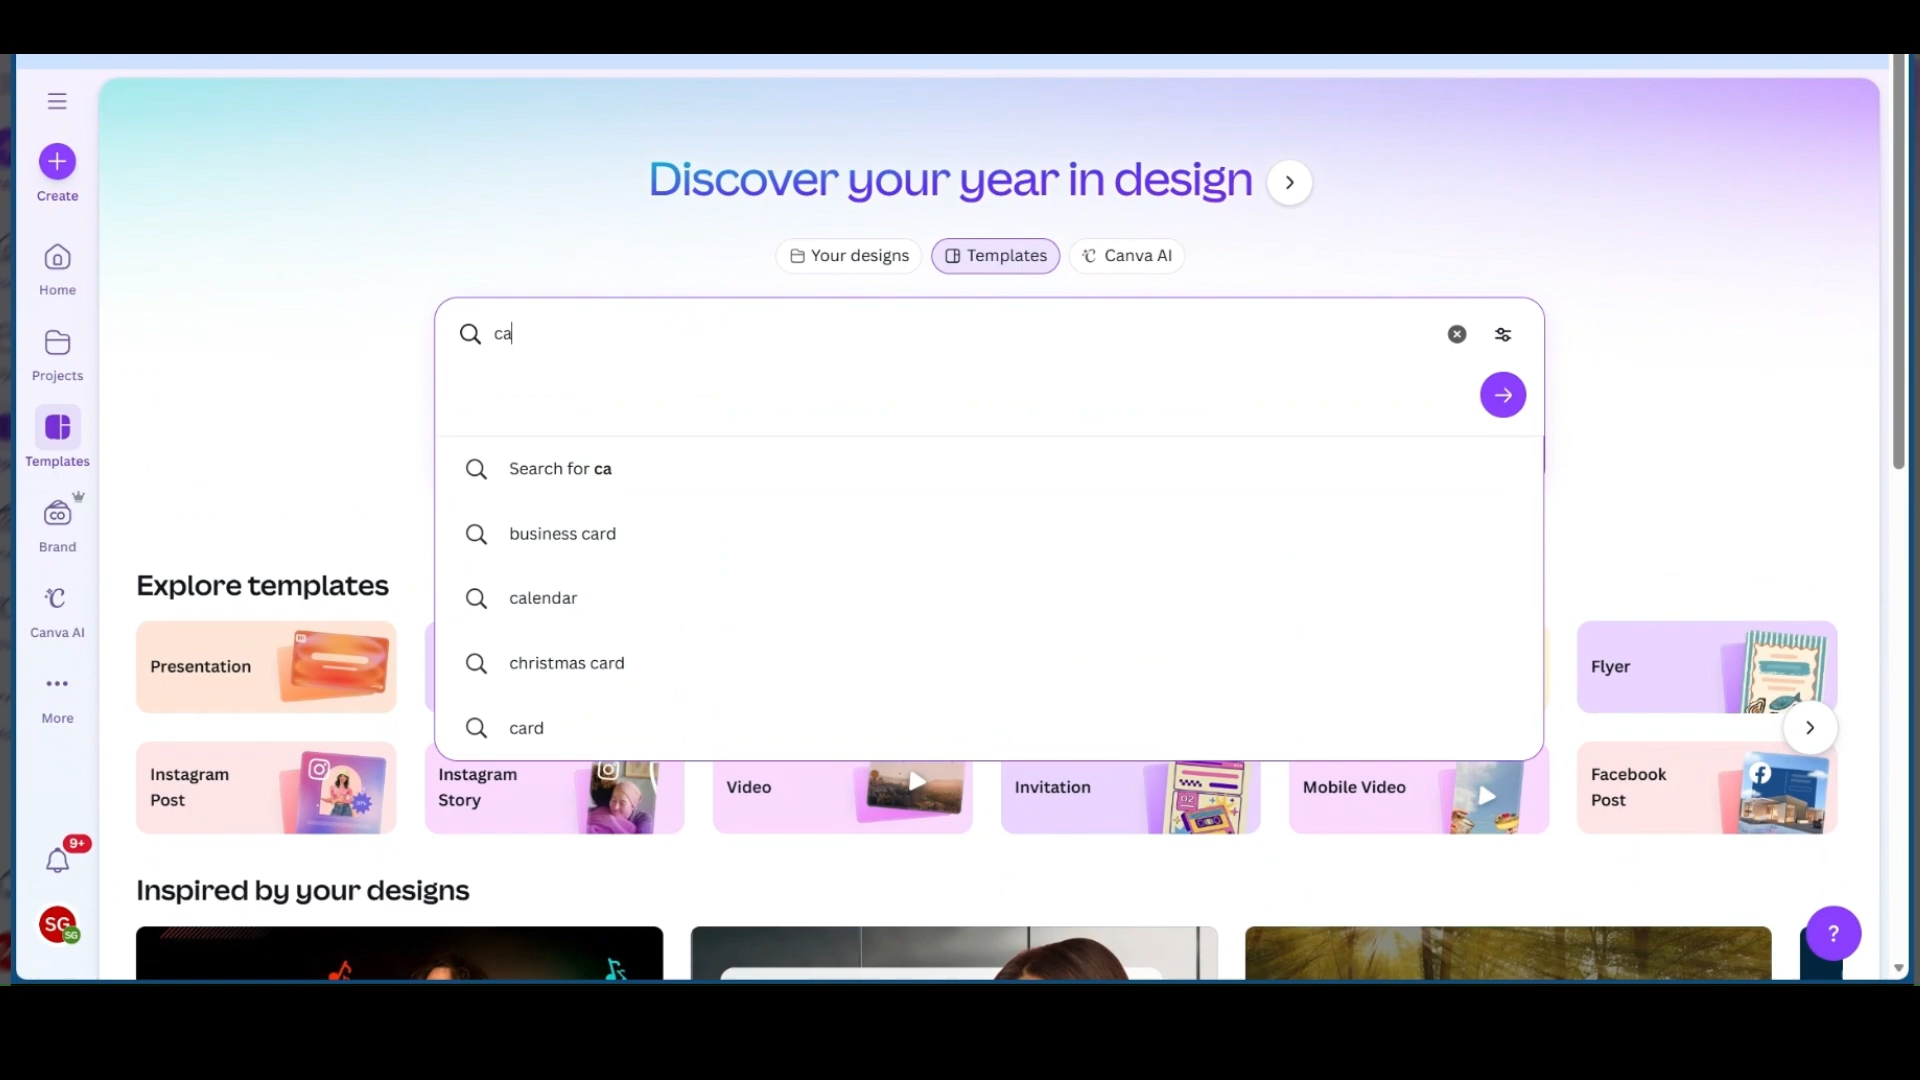 Discover your year in design
Your designs
Templates
Canva AI
ca
Search for ca
business card
calendar
christmas card
card
Create
Home
Projects
Templates
Brand
Canva AI
More
9+
SG
SG
Explore templates
Presentation
Flyer
Instagram
Post
Instagram
Story
Video
Invitation
Mobile Video
Facebook
Post
Inspired by your designs
?